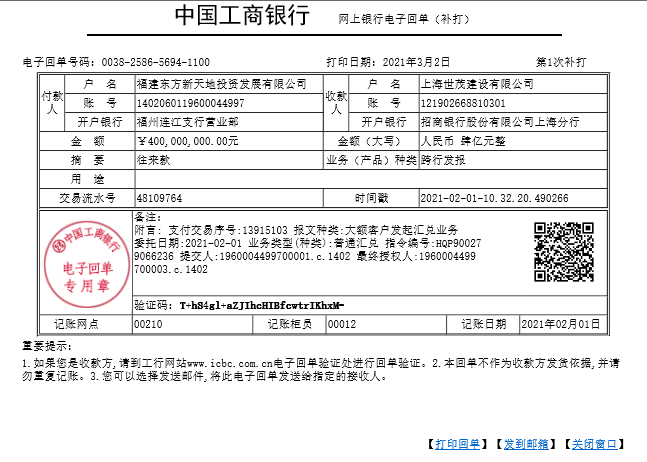 中国工商银行 网上银行电子回单（补打）
电子回单号码: 0038-2586-5694-1100 打印日期: 2021年3月2日 第1次补打
付款人 户 名 福建东方新天地投资发展有限公司 收款人 户 名 上海世茂建设有限公司
账 号 1402060119600044997 账 号 121902668810301
开户银行 福州连江支行营业部 开户银行 招商银行股份有限公司上海分行
金 额 ￥400,000,000.00元 金额（大写） 人民币 肆亿元整
摘 要 往来款 业务（产品）种类 跨行发报
用 途
交易流水号 48109764 时间戳 2021-02-01-10.32.20.490266
备注:
附言: 支付交易序号:13915103 报文种类:大额客户发起汇兑业务
委托日期:2021-02-01 业务类型(种类):普通汇兑 指令编号:HQP90027
9066236 提交人:1960004499700001.c.1402 最终授权人:1960004499
700003.c.1402
中国工商银行
电子回单
专用章
验证码: T+hS4gl+aZJIhcHIBfcwtrIKhxM=
记账网点 00210 记账柜员 00012 记账日期 2021年02月01日
重要提示:
1.如果您是收款方,请到工行网站www.icbc.com.cn电子回单验证处进行回单验证。2.本回单不作为收款方发货依据,并请
勿重复记账。3.您可以选择发送邮件,将此电子回单发送给指定的接收人。
【打印回单】【发到邮箱】【关闭窗口】